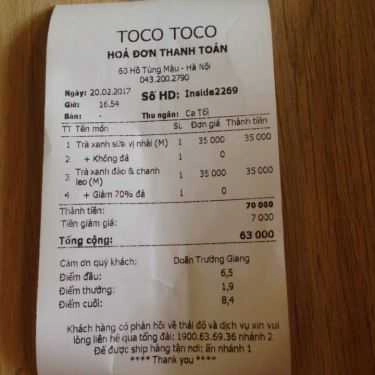 TOCO TOCO
HOÁ ĐƠN THANH TOÁN
60 Hồ Tùng Mậu - Hà Nội
043.200.2790
Ngày: 20.02.2017 Số HD: Inside2269
Giờ: 16.54
Bàn: - Thu ngân: Ca Tối
TT Tên món SL Đơn giá Thành tiền
1 Trà xanh sữa vị nhài (M) 1 35 000 35 000
2 + Không đá 1 0
3 Trà xanh đào & chanh leo (M) 1 35 000 35 000
4 + Giảm 70% đá 1 0
Thành tiền: 70 000
Tiền giảm giá: 7 000
Tổng cộng: 63 000
Cảm ơn quý khách: Doãn Trường Giang
Điểm đầu: 6,5
Điểm thưởng: 1,9
Điểm cuối: 8,4
Khách hàng có phản hồi về thái độ và dịch vụ xin vui
lòng liên hệ qua tổng đài: 1900.63.69.36 nhánh 2
Để được ship hàng tận nơi: ấn nhánh 1
**** Thank you ****